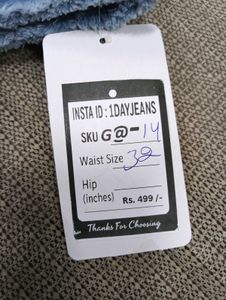 INSTA ID : 1DAYJEANS
SKU G@-14
Waist Size 32
Hip
(inches) Rs. 499 /-
Thanks For Choosing